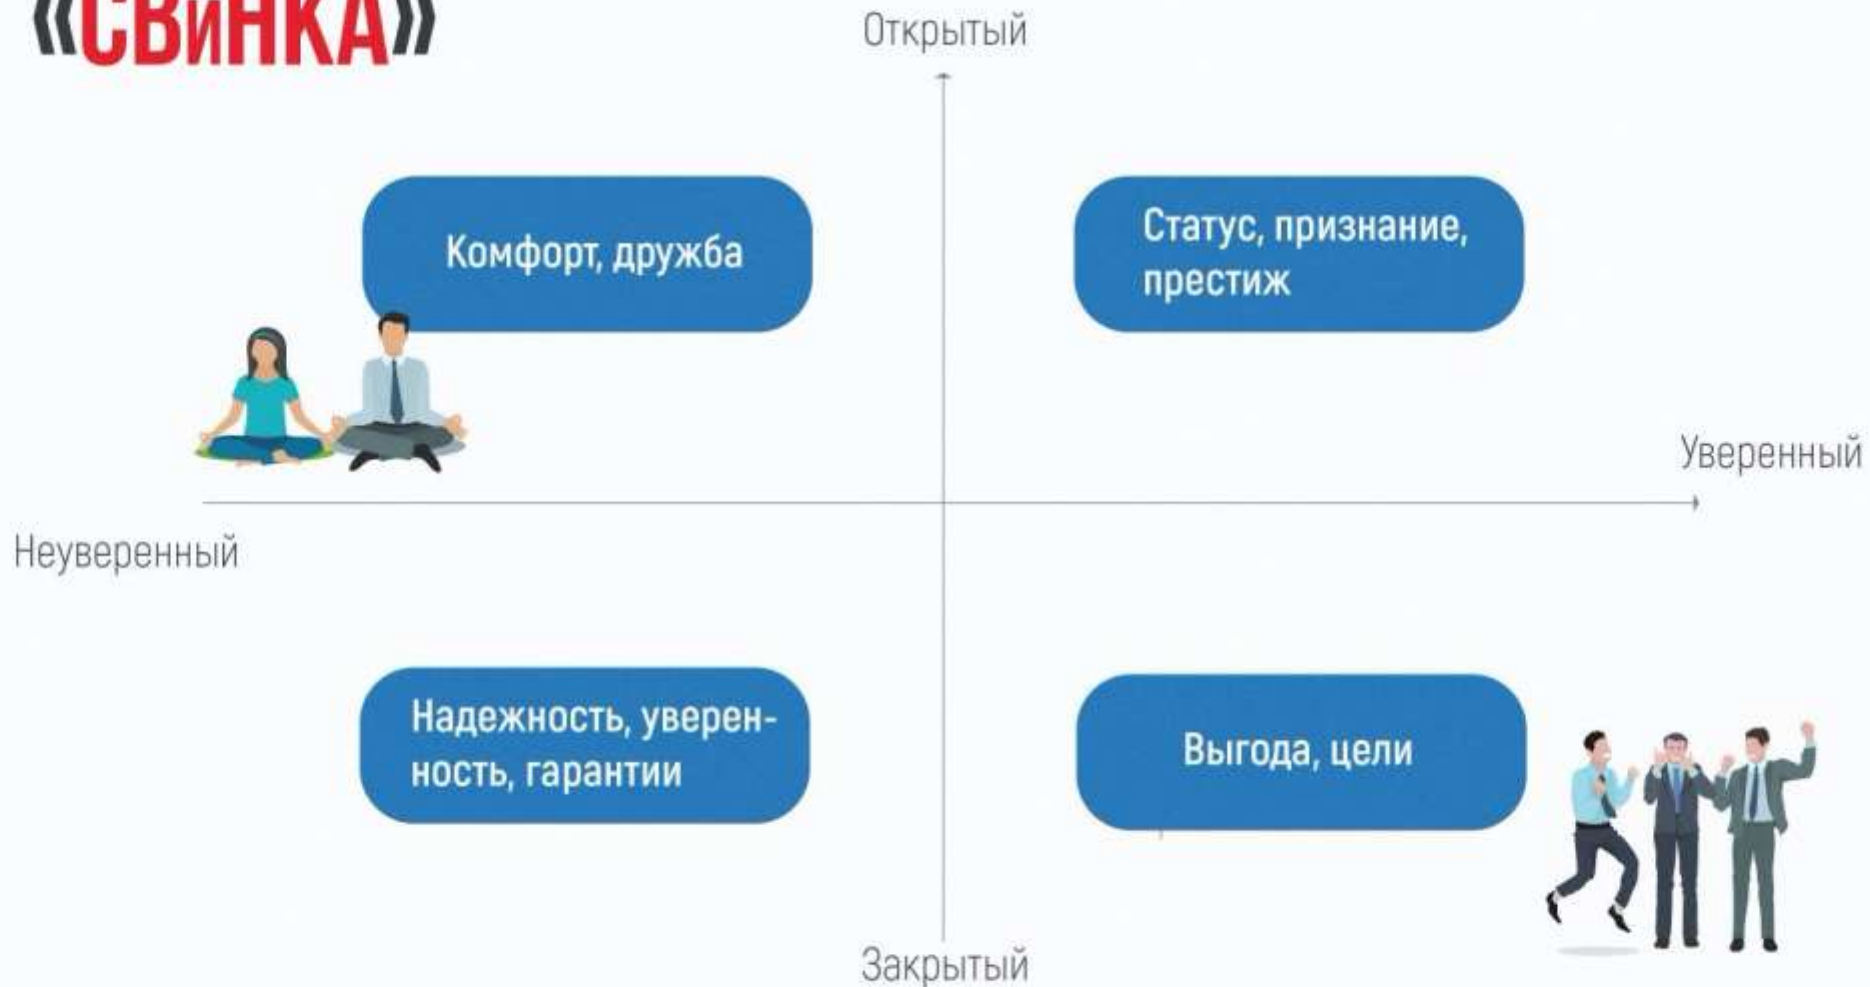 «СВиНКА»
Открытый
Комфорт, дружба
Статус, признание,
престиж
Уверенный
Неуверенный
Надежность, уверен-
ность, гарантии
Выгода, цели
Закрытый